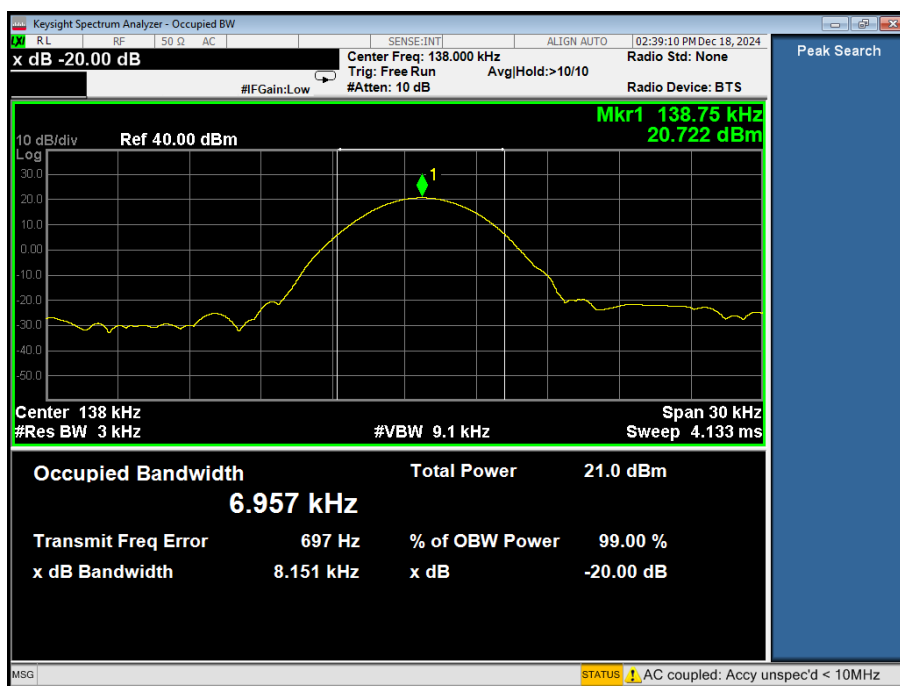 Keysight Spectrum Analyzer - Occupied BW
LXI RL RF 50 Ω AC SENSE:INT ALIGN AUTO 02:39:10 PM Dec 18, 2024
x dB -20.00 dB Center Freq: 138.000 kHz Radio Std: None
Trig: Free Run Avg|Hold:>10/10
#IFGain:Low #Atten: 10 dB Radio Device: BTS
Peak Search
Mkr1 138.75 kHz
10 dB/div Ref 40.00 dBm 20.722 dBm
Log
30.0
1
20.0
10.0
0.00
-10.0
-20.0
-30.0
-40.0
-50.0
Center 138 kHz Span 30 kHz
#Res BW 3 kHz #VBW 9.1 kHz Sweep 4.133 ms
Occupied Bandwidth Total Power 21.0 dBm
6.957 kHz
Transmit Freq Error 697 Hz % of OBW Power 99.00 %
x dB Bandwidth 8.151 kHz x dB -20.00 dB
MSG STATUS AC coupled: Accy unspec'd < 10MHz